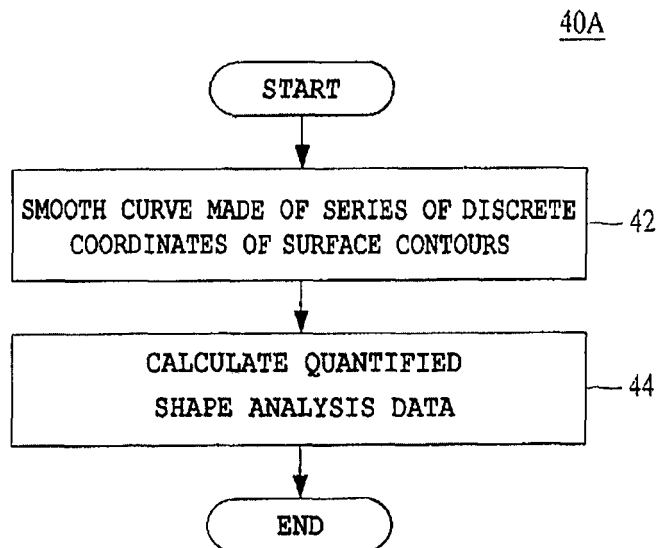 40A
START
SMOOTH CURVE MADE OF SERIES OF DISCRETE
COORDINATES OF SURFACE CONTOURS
42
CALCULATE QUANTIFIED
SHAPE ANALYSIS DATA
44
END